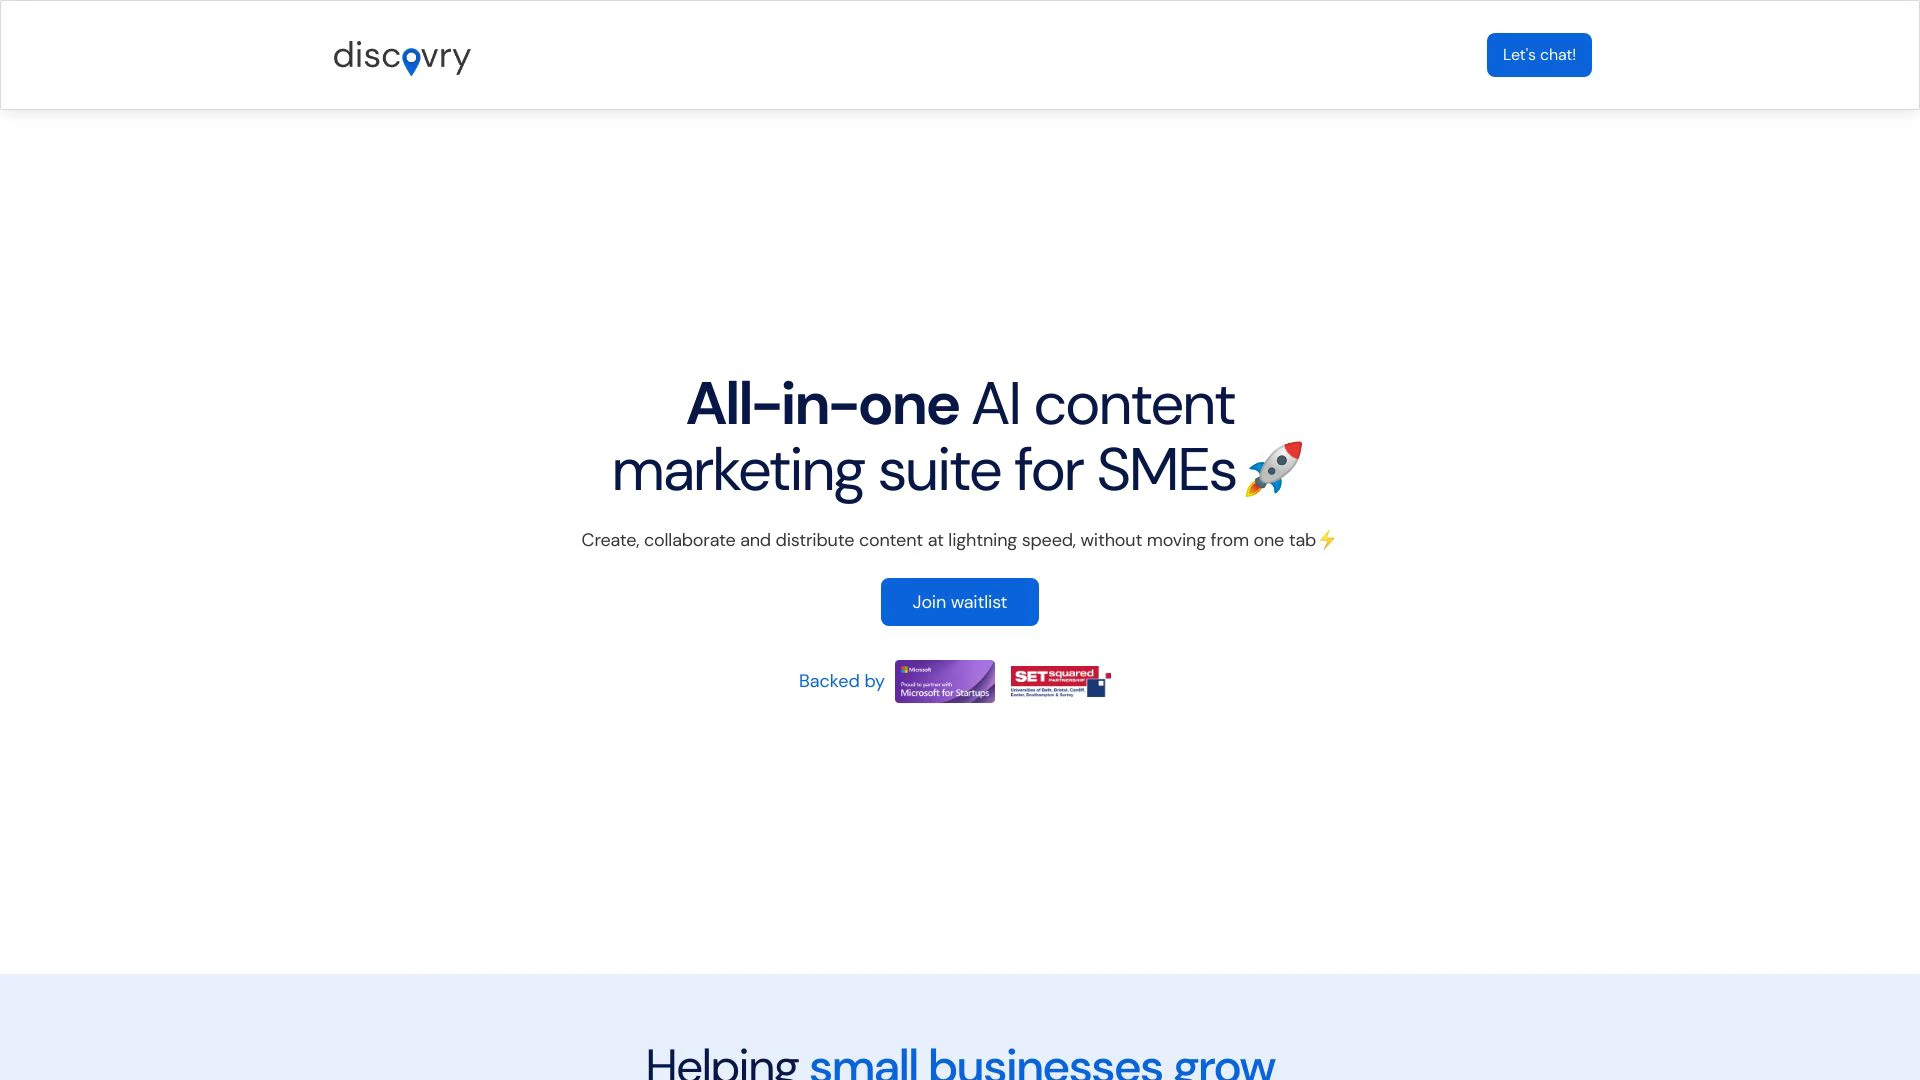 discovry
Let's chat!
All-in-one AI content
marketing suite for SMEs🚀
Create, collaborate and distribute content at lightning speed, without moving from one tab⚡
Join waitlist
Backed by
Microsoft
Proud to partner with
Microsoft for Startups
SETsquared
PARTNERSHIP
Universities of Bath, Bristol, Cardiff,
Exeter, Southampton & Surrey
Helping small businesses grow